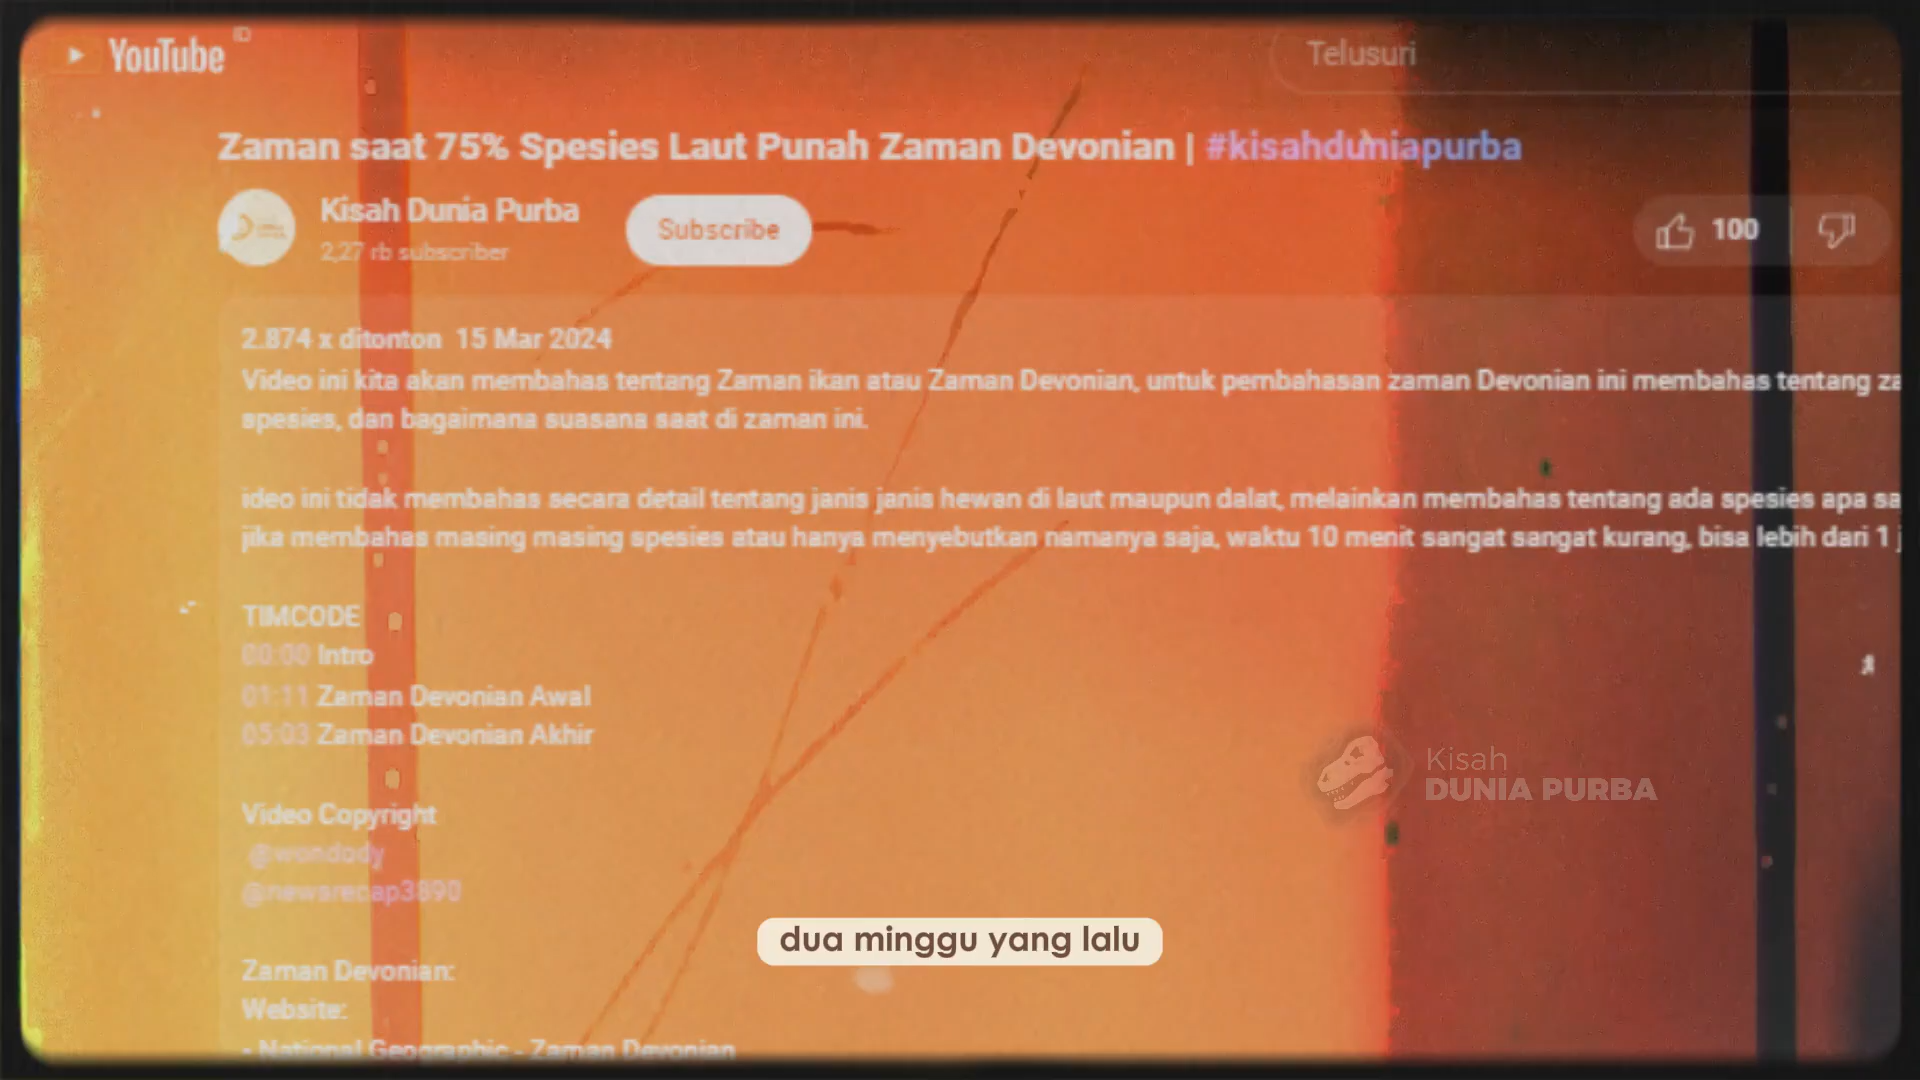 YouTube ID
Telusuri
Zaman saat 75% Spesies Laut Punah Zaman Devonian | #kisahduniapurba
Kisah Dunia Purba
2,27 rb subscriber
Subscribe
100
2.874 x ditonton 15 Mar 2024
Video ini kita akan membahas tentang Zaman ikan atau Zaman Devonian, untuk pembahasan zaman Devonian ini membahas tentang za
spesies, dan bagaimana suasana saat di zaman ini.
ideo ini tidak membahas secara detail tentang janis janis hewan di laut maupun dalat, melainkan membahas tentang ada spesies apa sa
jika membahas masing masing spesies atau hanya menyebutkan namanya saja, waktu 10 menit sangat sangat kurang, bisa lebih dari 1 j
TIMCODE
00:00 Intro
01:11 Zaman Devonian Awal
05:03 Zaman Devonian Akhir
Kisah
DUNIA PURBA
Video Copyright
@wondody
@newsrecap3890
dua minggu yang lalu
Zaman Devonian:
Website:
- National Geographic - Zaman Devonian